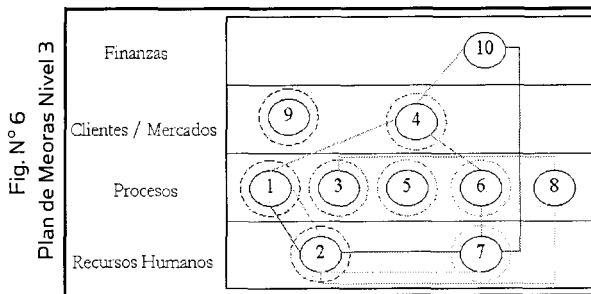 Fig. N° 6
Plan de Meoras Nivel 3
Finanzas
10
Clientes / Mercados
9
4
Procesos
1
3
5
6
8
Recursos Humanos
2
7